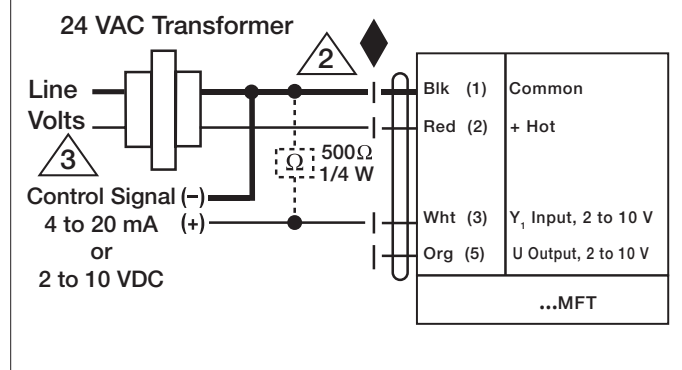 24 VAC Transformer
2
Line
Volts
3
Blk (1) Common
Red (2) + Hot
Ω 500Ω
1/4 W
Control Signal (−)
4 to 20 mA (+)
or
2 to 10 VDC
Wht (3) Y₁ Input, 2 to 10 V
Org (5) U Output, 2 to 10 V
...MFT